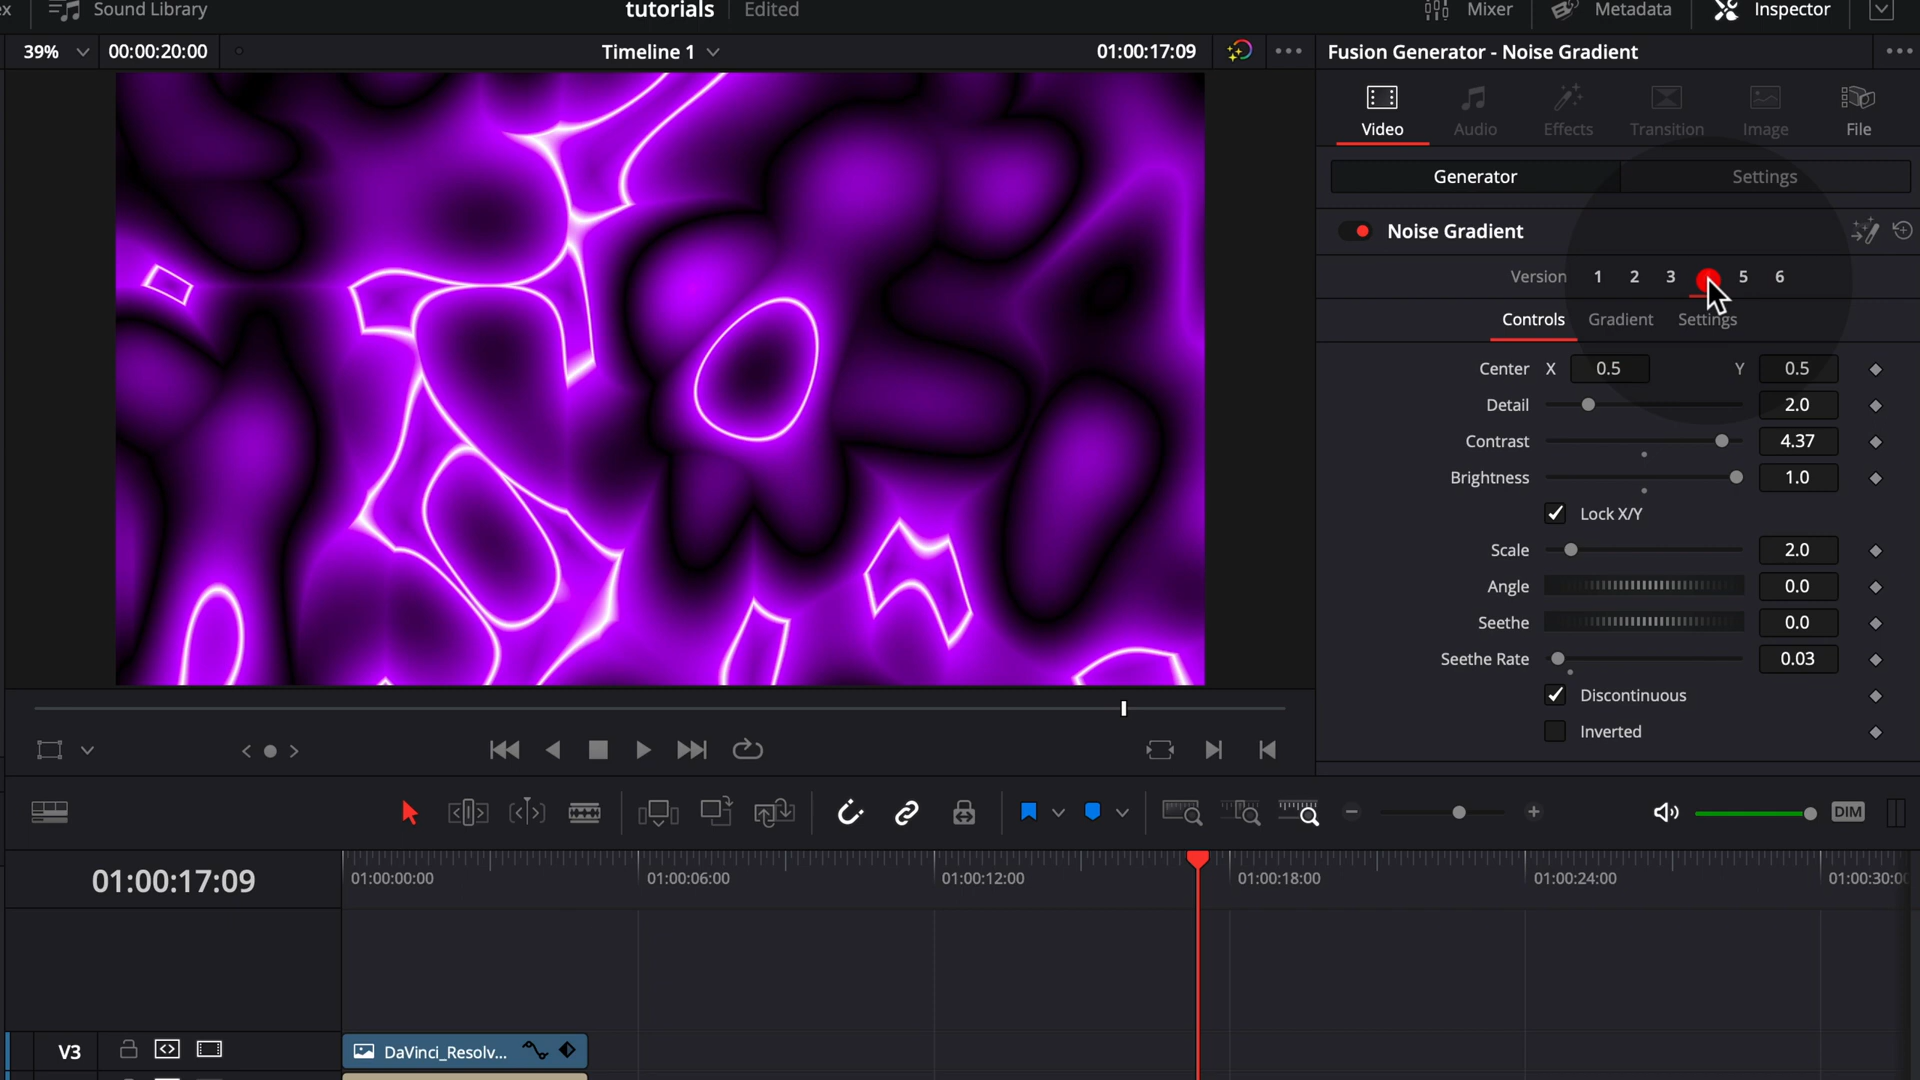 ex
Sound Library
tutorials
Edited
Mixer
Metadata
Inspector
39%
00:00:20:00
Timeline 1
01:00:17:09
Fusion Generator - Noise Gradient
Video
Audio
Effects
Transition
Image
File
Generator
Settings
Noise Gradient
Version 1 2 3 5 6
Controls
Gradient
Settings
Center X 0.5 Y 0.5
Detail 2.0
Contrast 4.37
Brightness 1.0
Lock X/Y
Scale 2.0
Angle 0.0
Seethe 0.0
Seethe Rate 0.03
Discontinuous
Inverted
DIM
01:00:17:09
01:00:00:00
01:00:06:00
01:00:12:00
01:00:18:00
01:00:24:00
01:00:30:00
V3
DaVinci_Resolv...